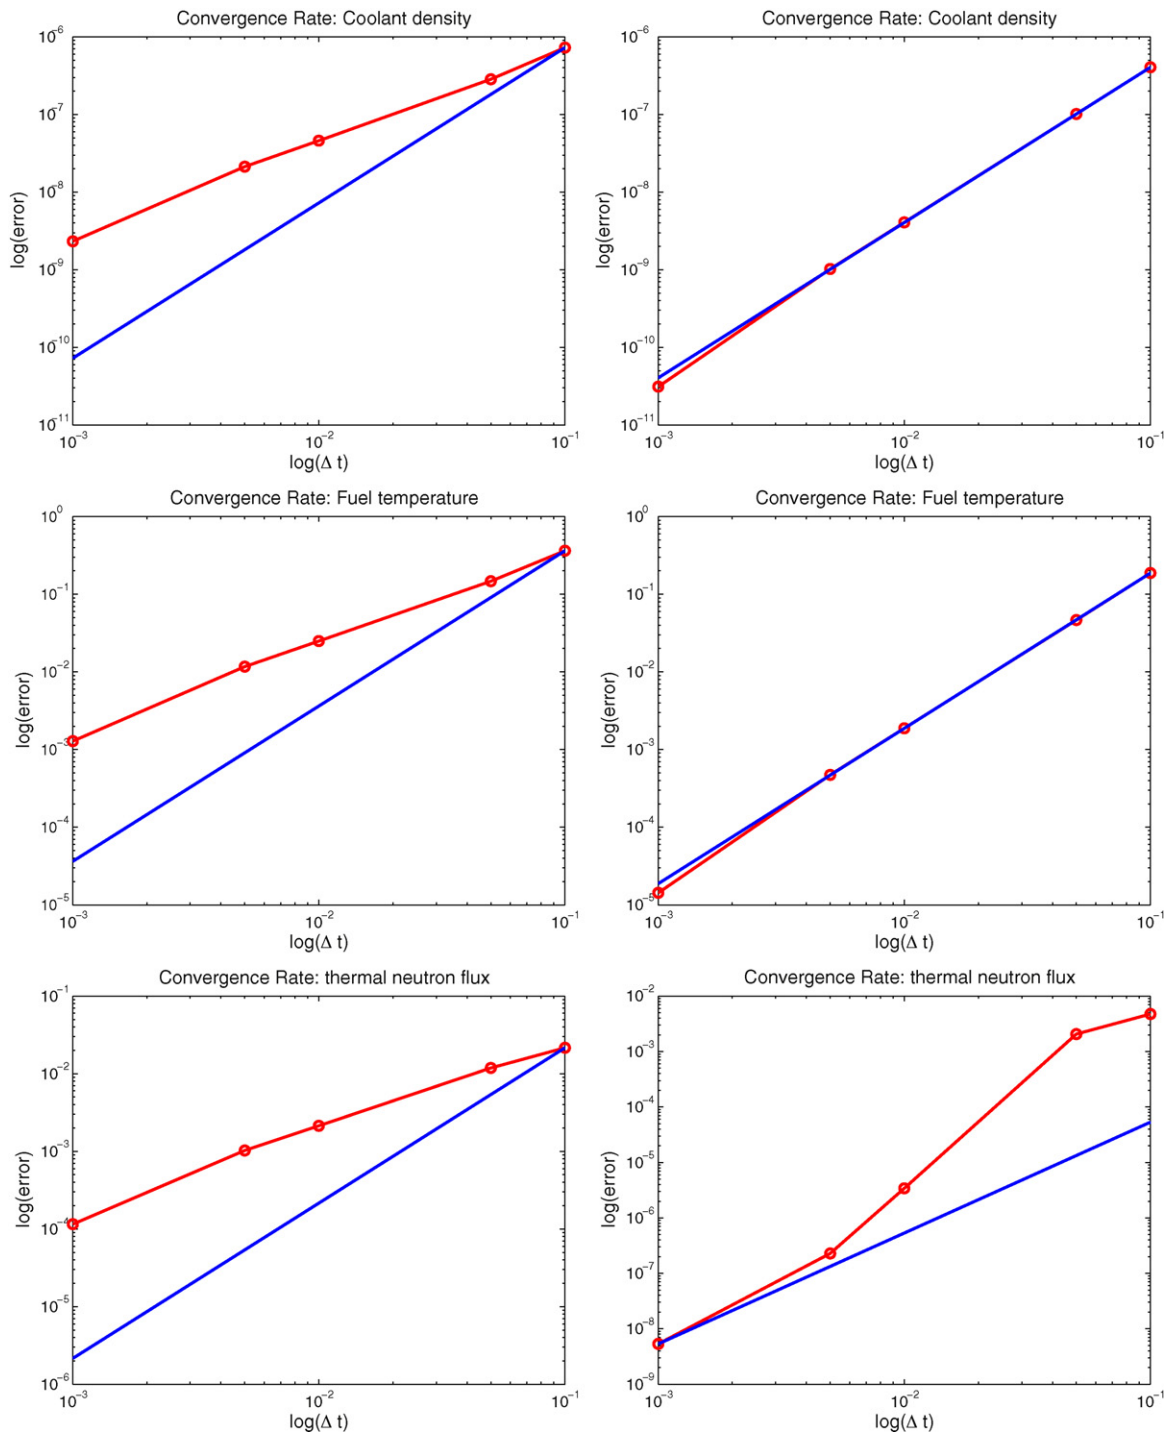 Convergence Rate: Coolant density
10⁻⁶
10⁻⁷
10⁻⁸
10⁻⁹
10⁻¹⁰
10⁻¹¹
log(error)
10⁻³ 10⁻² 10⁻¹
log(Δ t)
Convergence Rate: Coolant density
10⁻⁶
10⁻⁷
10⁻⁸
10⁻⁹
10⁻¹⁰
10⁻¹¹
log(error)
10⁻³ 10⁻² 10⁻¹
log(Δ t)
Convergence Rate: Fuel temperature
10⁰
10⁻¹
10⁻²
10⁻³
10⁻⁴
10⁻⁵
log(error)
10⁻³ 10⁻² 10⁻¹
log(Δ t)
Convergence Rate: Fuel temperature
10⁰
10⁻¹
10⁻²
10⁻³
10⁻⁴
10⁻⁵
log(error)
10⁻³ 10⁻² 10⁻¹
log(Δ t)
Convergence Rate: thermal neutron flux
10⁻¹
10⁻²
10⁻³
10⁻⁴
10⁻⁵
10⁻⁶
log(error)
10⁻³ 10⁻² 10⁻¹
log(Δ t)
Convergence Rate: thermal neutron flux
10⁻²
10⁻³
10⁻⁴
10⁻⁵
10⁻⁶
10⁻⁷
10⁻⁸
10⁻⁹
log(error)
10⁻³ 10⁻² 10⁻¹
log(Δ t)